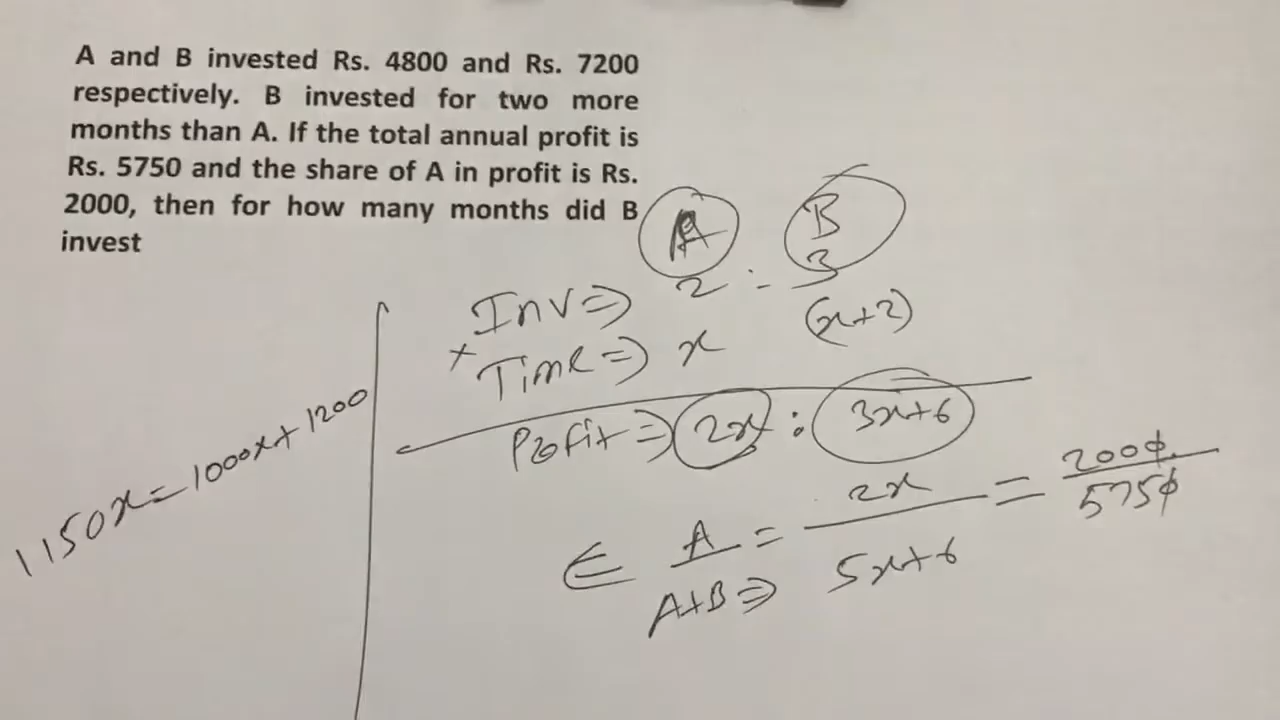 A and B invested Rs. 4800 and Rs. 7200
respectively. B invested for two more
months than A. If the total annual profit is
Rs. 5750 and the share of A in profit is Rs.
2000, then for how many months did B
invest
A B
Inv ⇒ 2 : 3
× Time ⇒ x (x+2)
Profit ⇒ 2x : 3x+6
∈ A = 2x = 2000
A+B ⇒ 5x+6 5750
1150x = 1000x + 1200